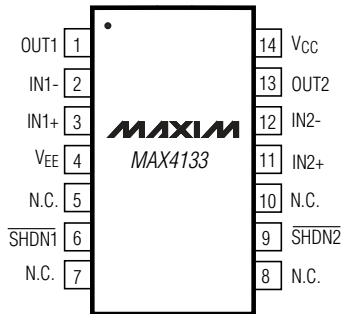 OUT1 1 14 VCC
IN1- 2 13 OUT2
IN1+ 3 MAXIM 12 IN2-
VEE 4 MAX4133 11 IN2+
N.C. 5 10 N.C.
SHDN1 6 9 SHDN2
N.C. 7 8 N.C.